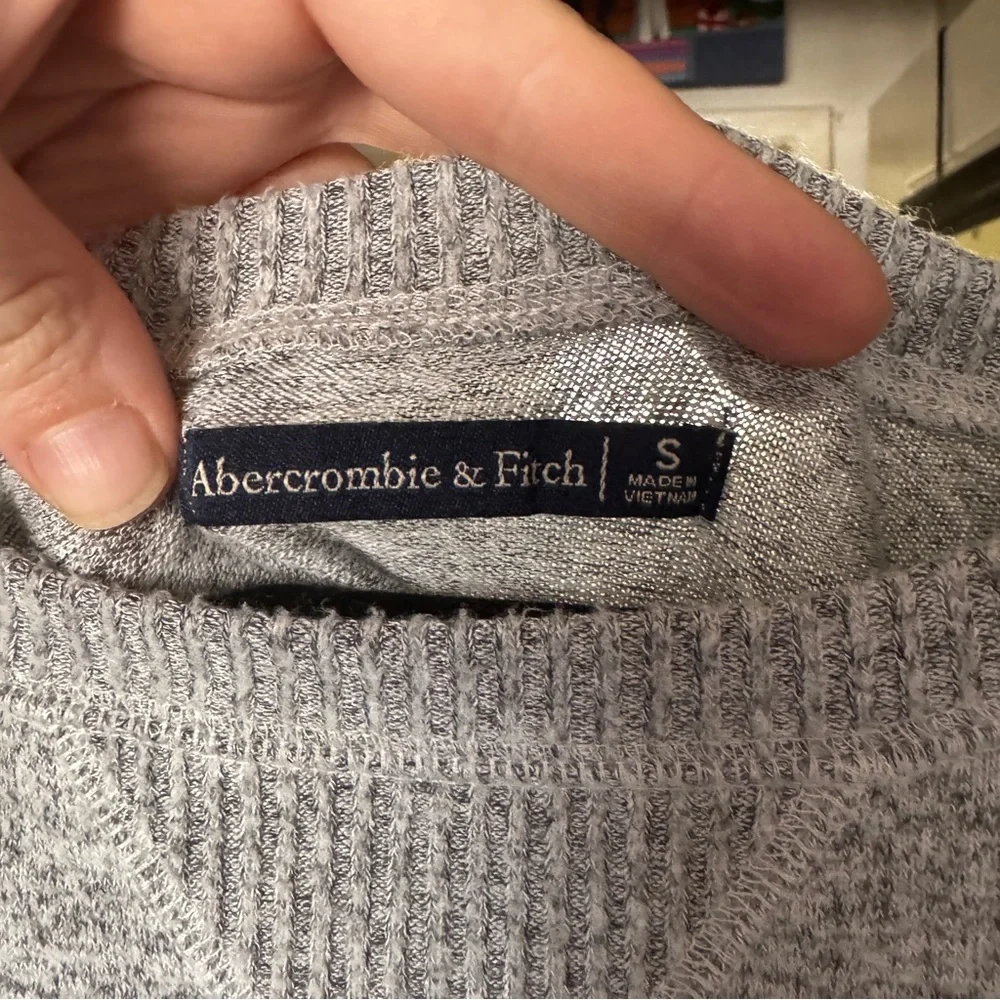 Abercrombie & Fitch
S
MADE IN
VIETNAM